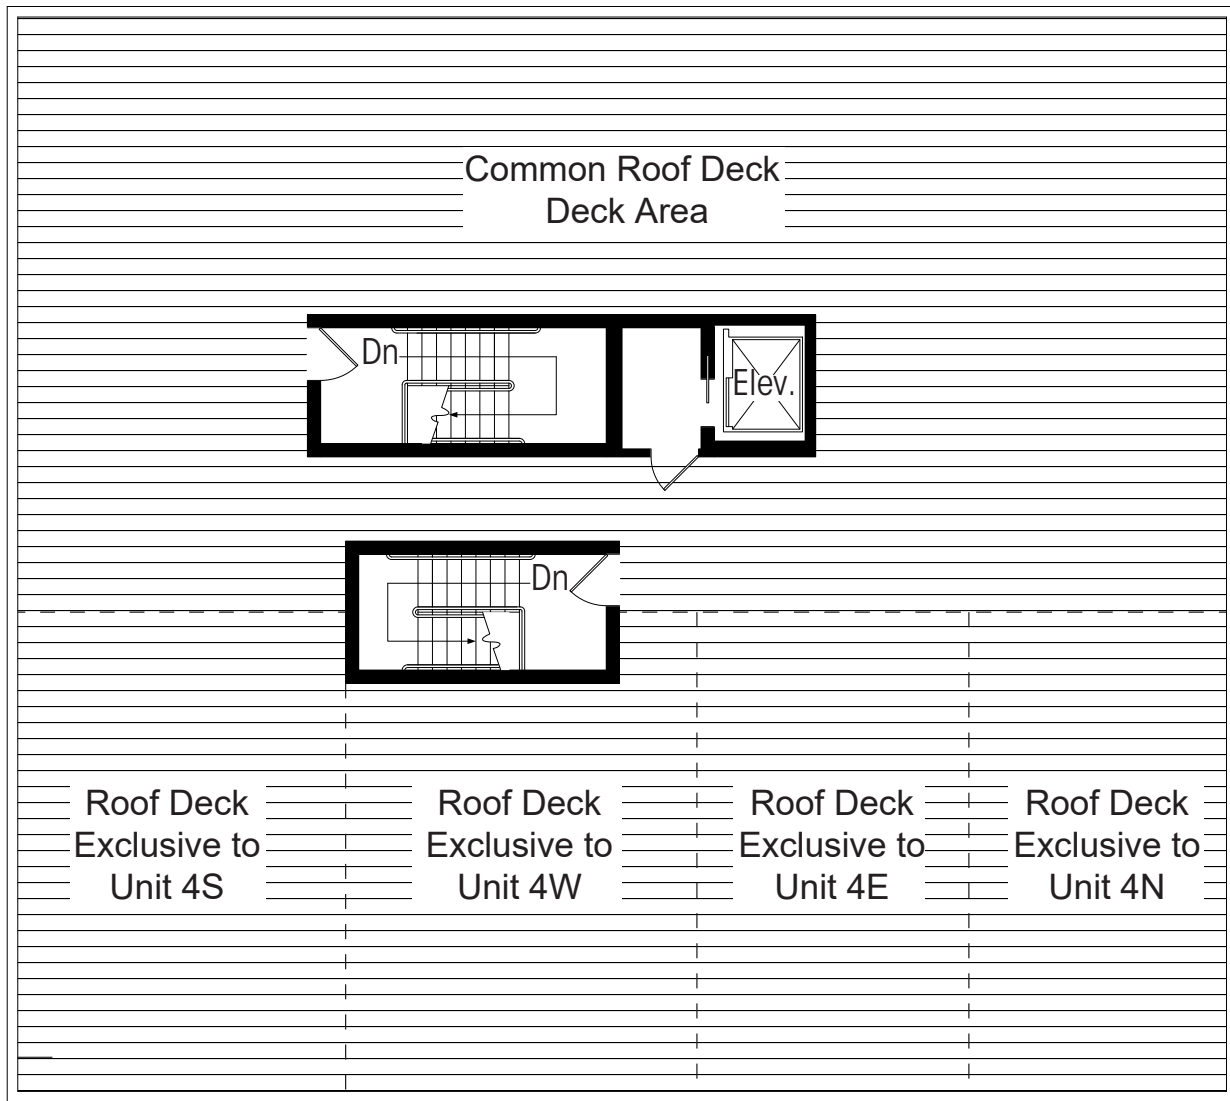 Common Roof Deck
Deck Area
Dn
Elev.
Dn
Roof Deck
Exclusive to
Unit 4S
Roof Deck
Exclusive to
Unit 4W
Roof Deck
Exclusive to
Unit 4E
Roof Deck
Exclusive to
Unit 4N